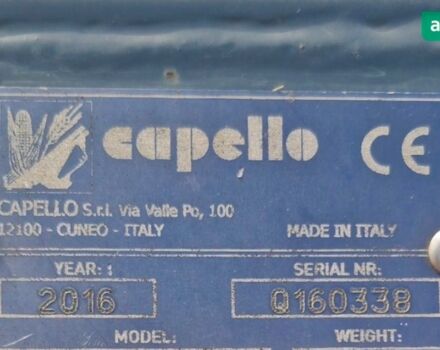 a
capello CE
CAPELLO S.r.l. Via Valle Po, 100
12100 - CUNEO - ITALY MADE IN ITALY
YEAR: : SERIAL NR:
2016 Q160338
MODEL: WEIGHT: